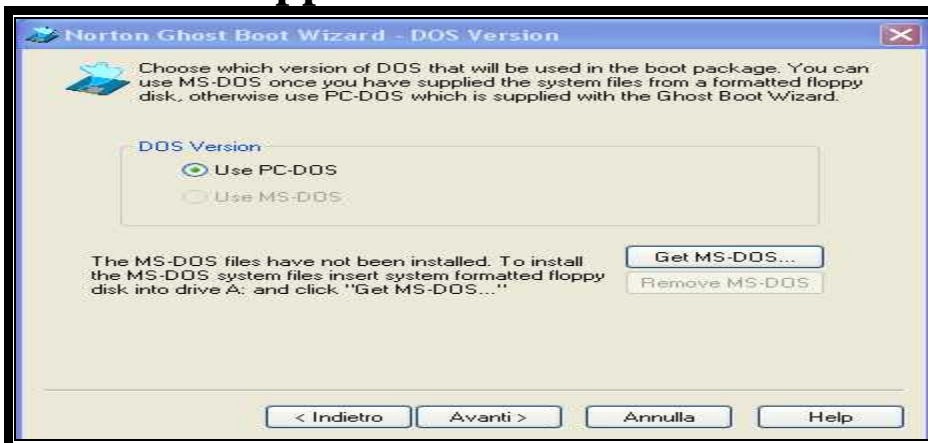 Norton Ghost Boot Wizard - DOS Version
Choose which version of DOS that will be used in the boot package. You can
use MS-DOS once you have supplied the system files from a formatted floppy
disk, otherwise use PC-DOS which is supplied with the Ghost Boot Wizard.
DOS Version
Use PC-DOS
Use MS-DOS
The MS-DOS files have not been installed. To install
the MS-DOS system files insert system formatted floppy
disk into drive A: and click "Get MS-DOS..."
Get MS-DOS...
Remove MS-DOS
< Indietro
Avanti >
Annulla
Help